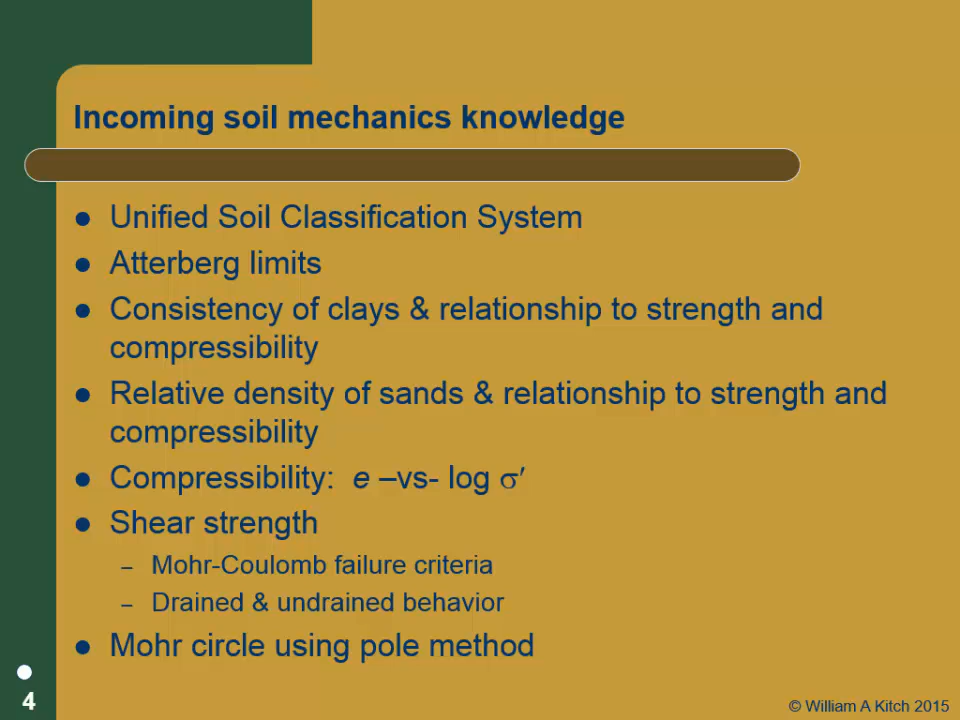 Incoming soil mechanics knowledge
● Unified Soil Classification System
● Atterberg limits
● Consistency of clays & relationship to strength and
compressibility
● Relative density of sands & relationship to strength and
compressibility
● Compressibility: e –vs- log σ′
● Shear strength
– Mohr-Coulomb failure criteria
– Drained & undrained behavior
● Mohr circle using pole method
4
© William A Kitch 2015